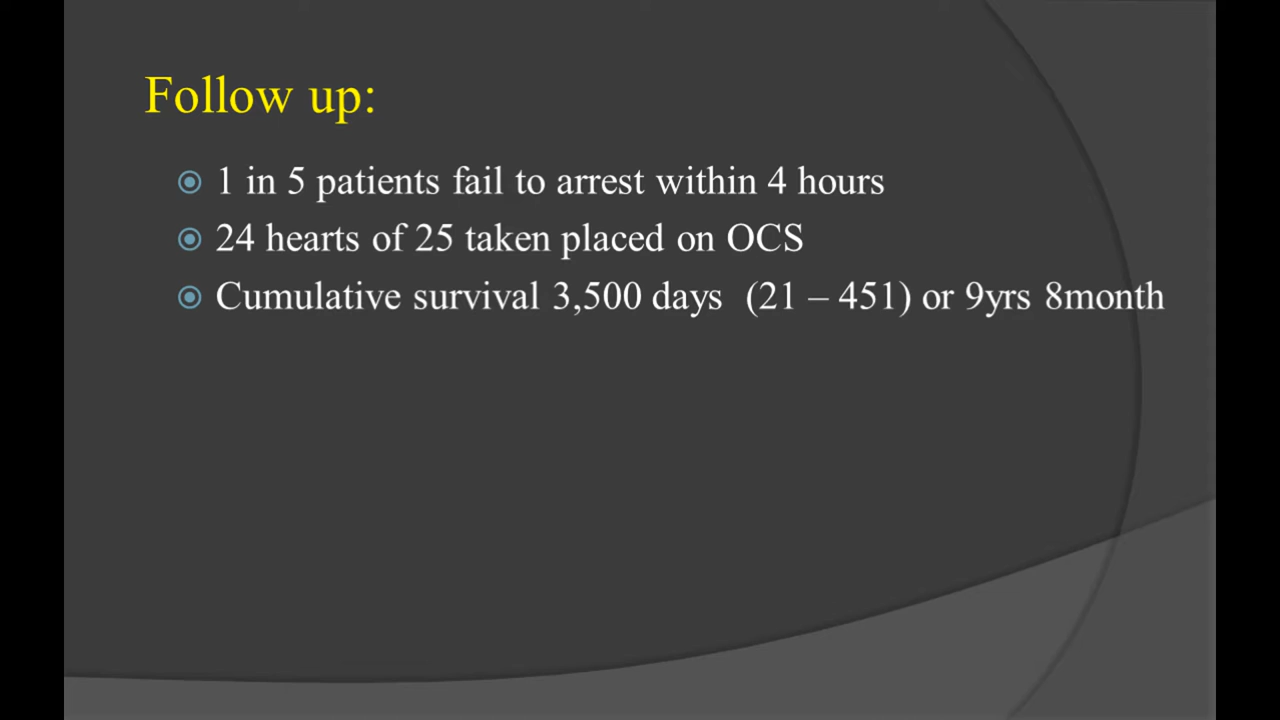 Follow up:
1 in 5 patients fail to arrest within 4 hours
24 hearts of 25 taken placed on OCS
Cumulative survival 3,500 days (21 – 451) or 9yrs 8month